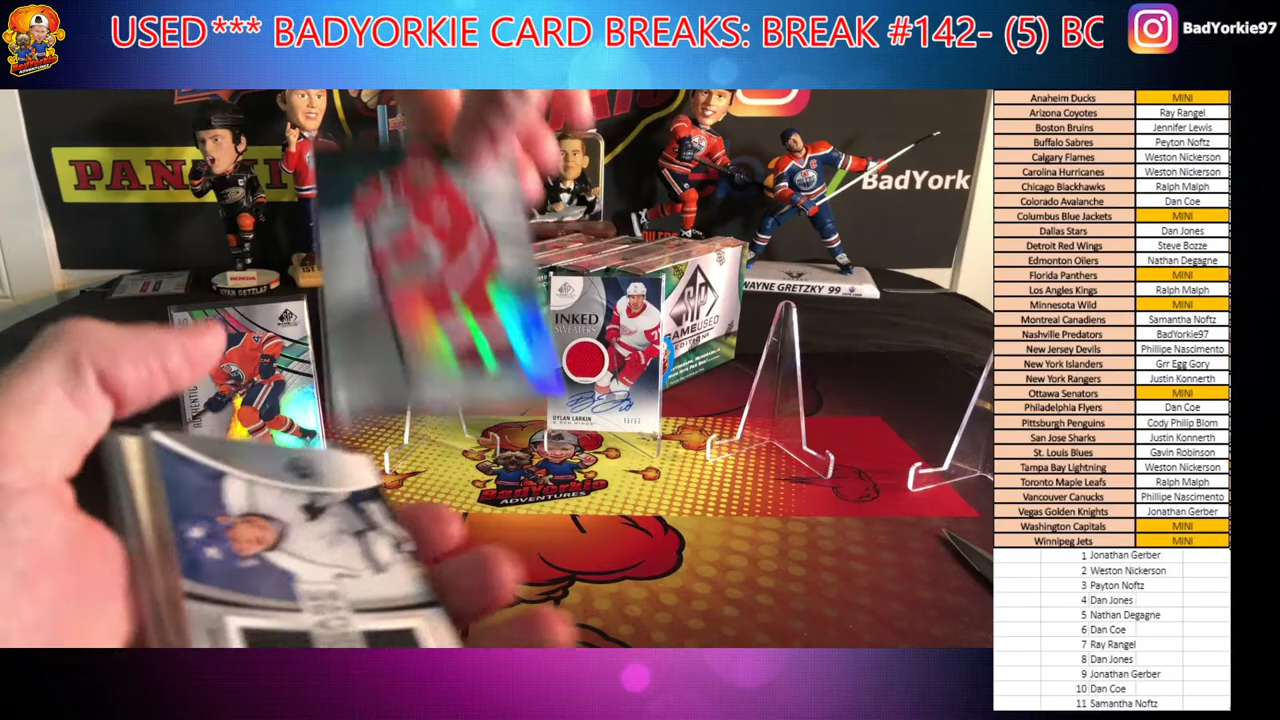 USED*** BADYORKIE CARD BREAKS: BREAK #142- (5) BC
BadYorkie97
PANINI
BadYork
HONDA
RYAN GETZLAF
OILERS
WAYNE GRETZKY 99
INKED
SWEATERS
DYLAN LARKIN
SP
GAME USED
EDITION
AUTHENTIC
BADYORKIE
ADVENTURES
Anaheim Ducks MINI
Arizona Coyotes Ray Rangel
Boston Bruins Jennifer Lewis
Buffalo Sabres Peyton Noftz
Calgary Flames Weston Nickerson
Carolina Hurricanes Weston Nickerson
Chicago Blackhawks Ralph Malph
Colorado Avalanche Dan Coe
Columbus Blue Jackets MINI
Dallas Stars Dan Jones
Detroit Red Wings Steve Bozze
Edmonton Oilers Nathan Degagne
Florida Panthers MINI
Los Angeles Kings Ralph Malph
Minnesota Wild MINI
Montreal Canadiens Samantha Noftz
Nashville Predators BadYorkie97
New Jersey Devils Phillipe Nascimento
New York Islanders Grr Egg Gory
New York Rangers Justin Konnerth
Ottawa Senators MINI
Philadelphia Flyers Dan Coe
Pittsburgh Penguins Cody Philip Blom
San Jose Sharks Justin Konnerth
St. Louis Blues Gavin Robinson
Tampa Bay Lightning Weston Nickerson
Toronto Maple Leafs Ralph Malph
Vancouver Canucks Phillipe Nascimento
Vegas Golden Knights Jonathan Gerber
Washington Capitals MINI
Winnipeg Jets MINI
1 Jonathan Gerber
2 Weston Nickerson
3 Payton Noftz
4 Dan Jones
5 Nathan Degagne
6 Dan Coe
7 Ray Rangel
8 Dan Jones
9 Jonathan Gerber
10 Dan Coe
11 Samantha Noftz